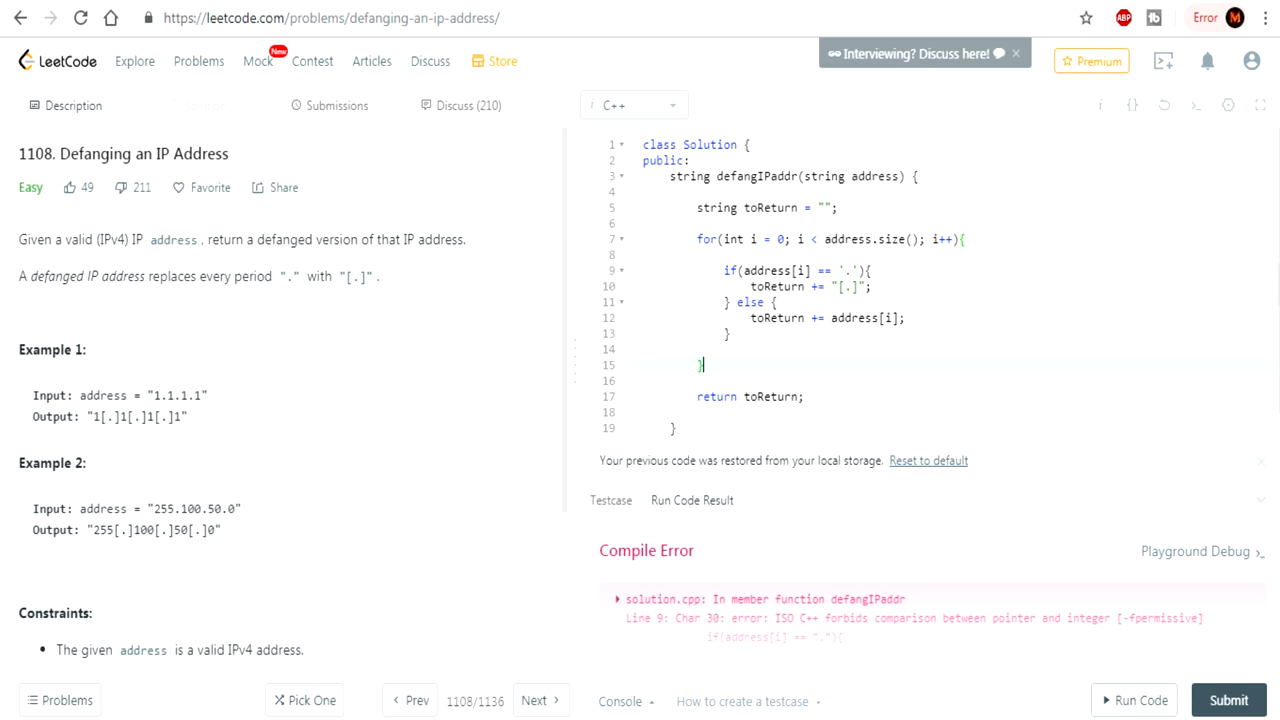 https://leetcode.com/problems/defanging-an-ip-address/
ABP
Error M
LeetCode Explore Problems Mock New Contest Articles Discuss Store
Interviewing? Discuss here! ×
Premium
Description Submissions Discuss (210)
i C++
1108. Defanging an IP Address
Easy 49 211 Favorite Share
Given a valid (IPv4) IP address, return a defanged version of that IP address.
A defanged IP address replaces every period "." with "[.]".
Example 1:
Input: address = "1.1.1.1"
Output: "1[.]1[.]1[.]1"
Example 2:
Input: address = "255.100.50.0"
Output: "255[.]100[.]50[.]0"
Constraints:
• The given address is a valid IPv4 address.
Problems Pick One Prev 1108/1136 Next
1 class Solution {
2 public:
3 string defangIPaddr(string address) {
4
5 string toReturn = "";
6
7 for(int i = 0; i < address.size(); i++){
8
9 if(address[i] == '.'){
10 toReturn += "[.]";
11 } else {
12 toReturn += address[i];
13 }
14
15 }
16
17 return toReturn;
18
19 }
Your previous code was restored from your local storage. Reset to default
Testcase Run Code Result
Compile Error Playground Debug
solution.cpp: In member function defangIPaddr
Line 9: Char 30: error: ISO C++ forbids comparison between pointer and integer [-fpermissive]
if(address[i] == "."){
Console How to create a testcase Run Code Submit